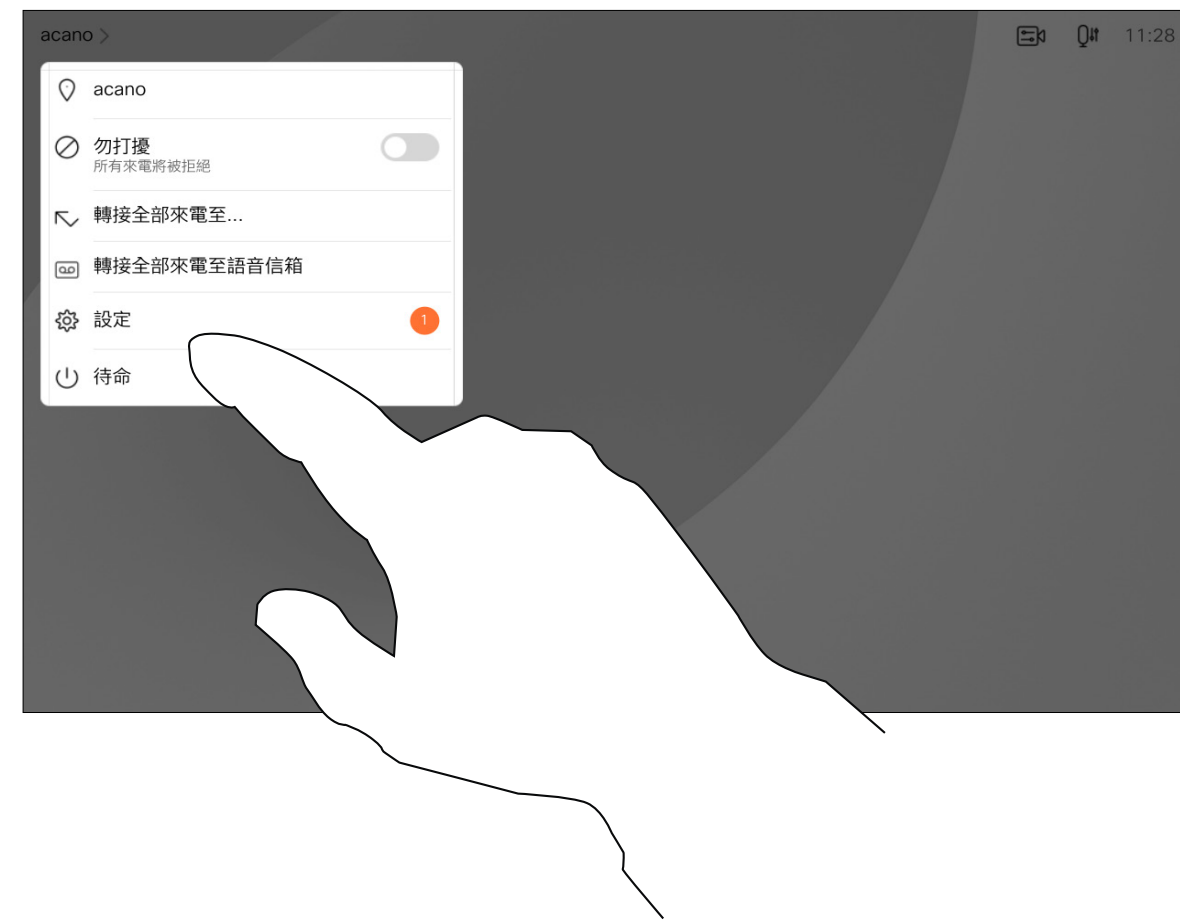 acano >
11:28
acano
勿打擾
所有來電將被拒絕
轉接全部來電至...
轉接全部來電至語音信箱
設定
1
待命